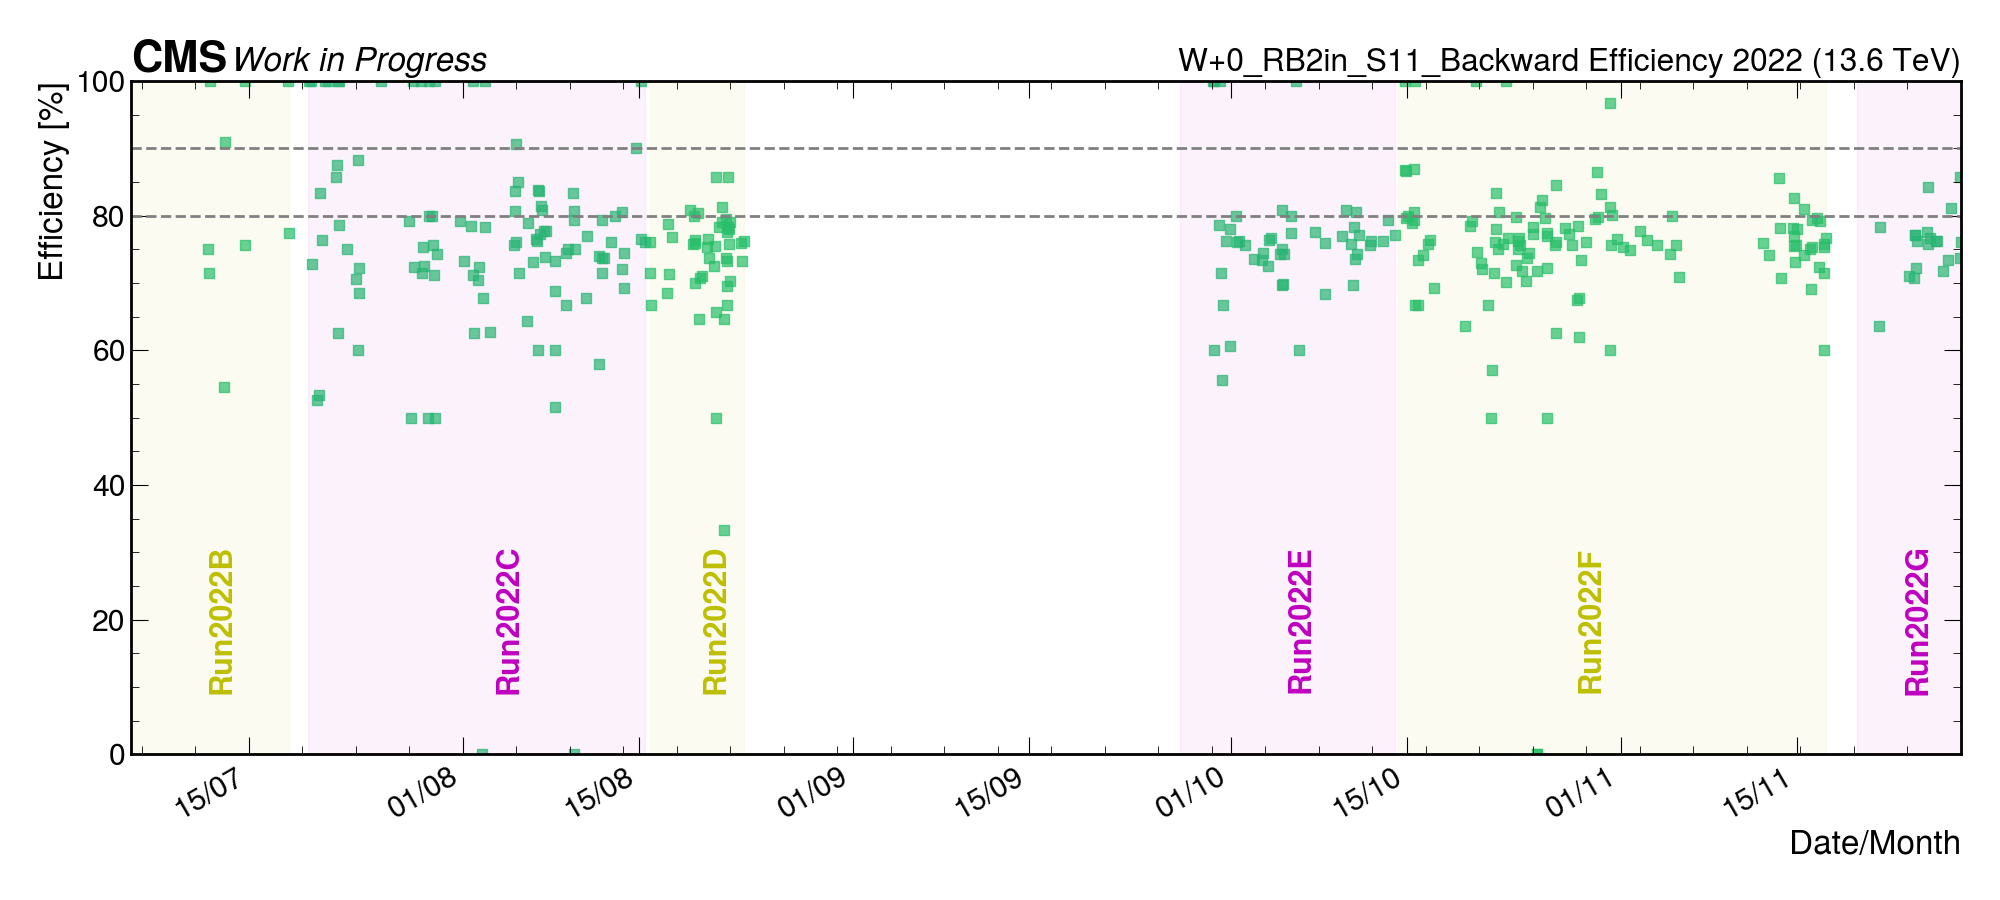 CMS Work in Progress
W+0_RB2in_S11_Backward Efficiency 2022 (13.6 TeV)
Efficiency [%]
100
80
60
40
20
0
Run2022B
Run2022C
Run2022D
Run2022E
Run2022F
Run2022G
15/07 01/08 15/08 01/09 15/09 01/10 15/10 01/11 15/11
Date/Month